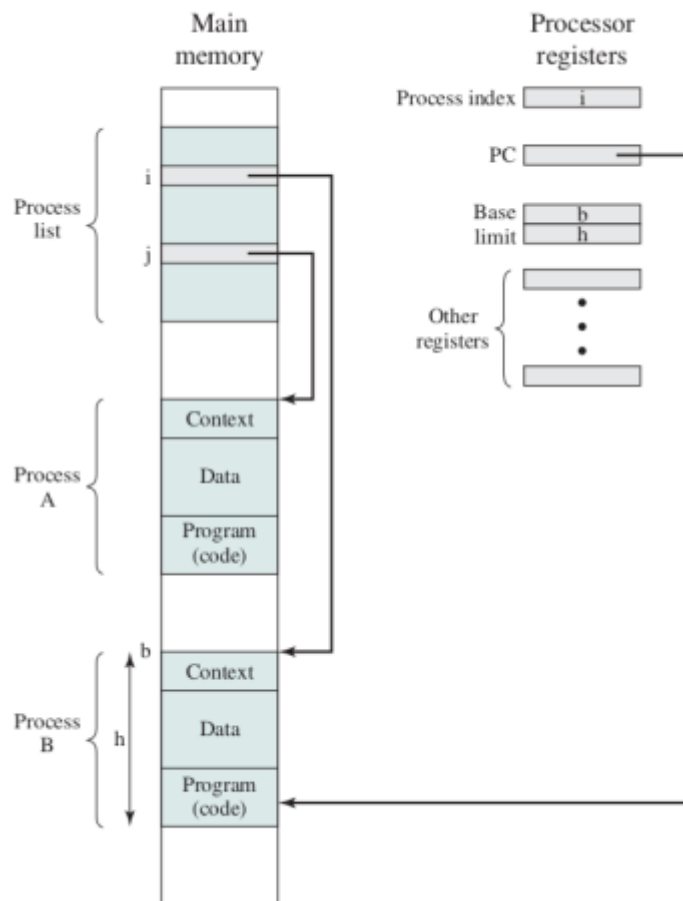 Main
memory
Processor
registers
Process index
i
PC
Base
limit
b
h
Other
registers
Process
list
i
j
Process
A
Context
Data
Program
(code)
Process
B
b
h
Context
Data
Program
(code)